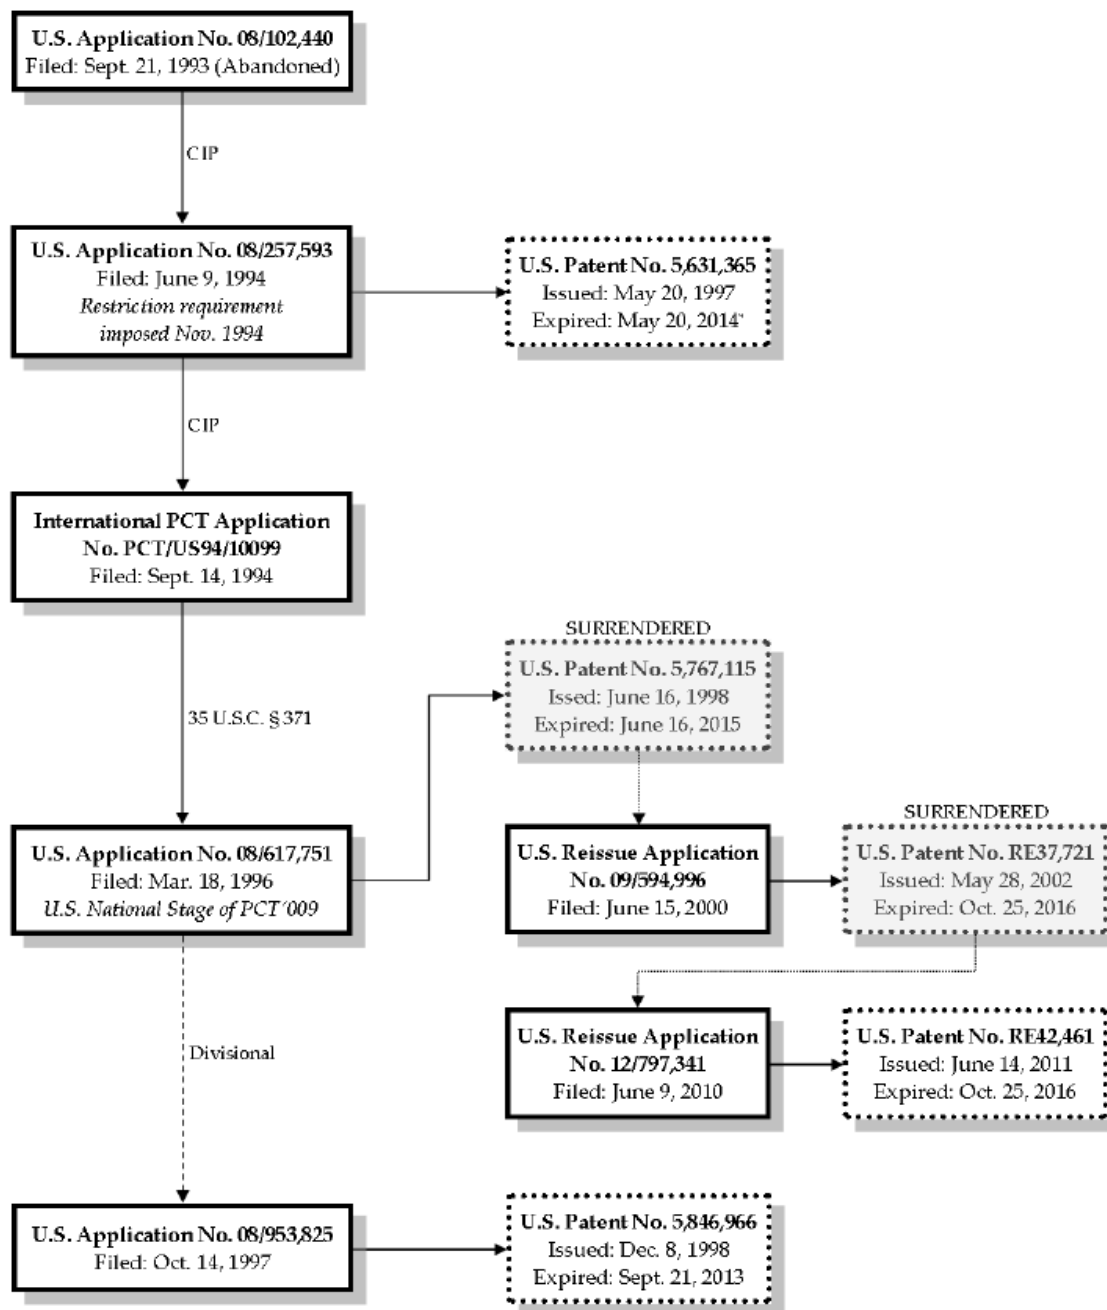 U.S. Application No. 08/102,440
Filed: Sept. 21, 1993 (Abandoned)
CIP
U.S. Application No. 08/257,593
Filed: June 9, 1994
Restriction requirement
imposed Nov. 1994
U.S. Patent No. 5,631,365
Issued: May 20, 1997
Expired: May 20, 2014*
CIP
International PCT Application
No. PCT/US94/10099
Filed: Sept. 14, 1994
35 U.S.C. § 371
SURRENDERED
U.S. Patent No. 5,767,115
Issed: June 16, 1998
Expired: June 16, 2015
U.S. Application No. 08/617,751
Filed: Mar. 18, 1996
U.S. National Stage of PCT'009
U.S. Reissue Application
No. 09/594,996
Filed: June 15, 2000
SURRENDERED
U.S. Patent No. RE37,721
Issued: May 28, 2002
Expired: Oct. 25, 2016
Divisional
U.S. Reissue Application
No. 12/797,341
Filed: June 9, 2010
U.S. Patent No. RE42,461
Issued: June 14, 2011
Expired: Oct. 25, 2016
U.S. Application No. 08/953,825
Filed: Oct. 14, 1997
U.S. Patent No. 5,846,966
Issued: Dec. 8, 1998
Expired: Sept. 21, 2013